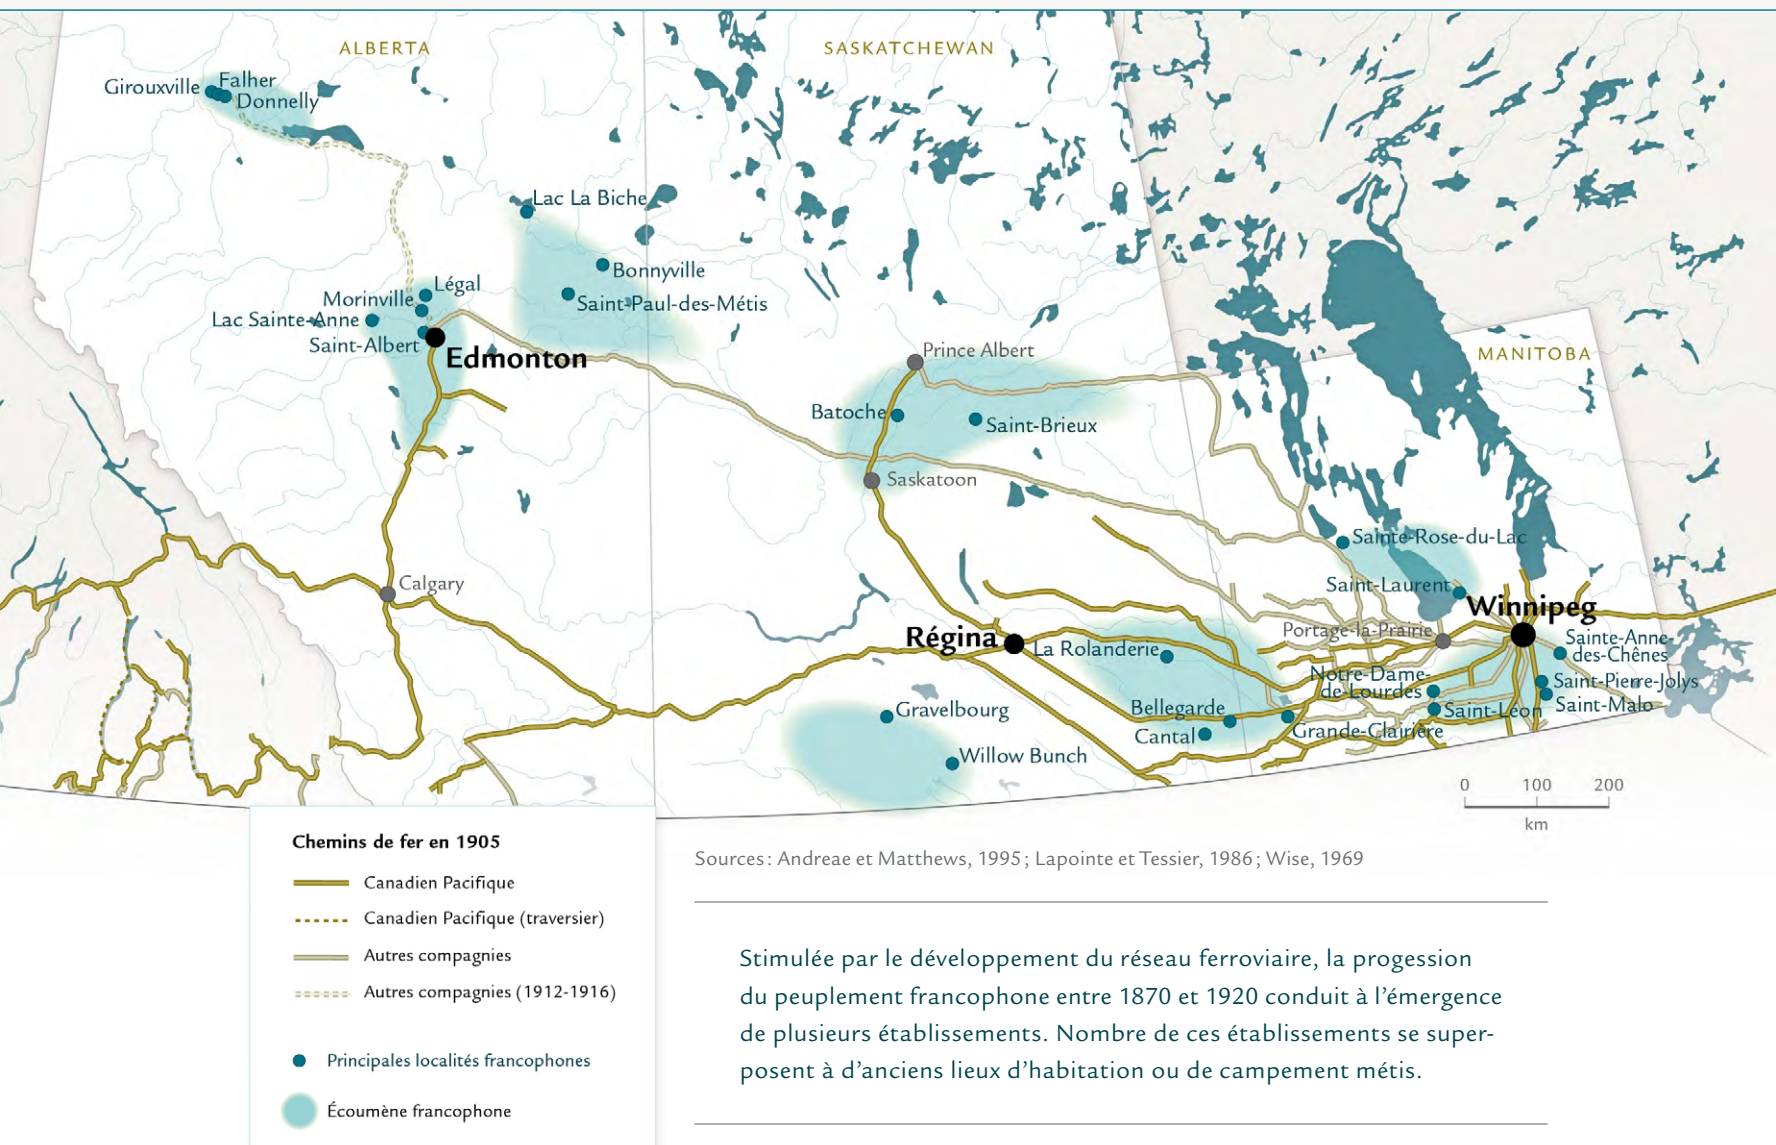 ALBERTA
SASKATCHEWAN
MANITOBA
Girouxville
Falher
Donnelly
Lac La Biche
Bonnyville
Saint-Paul-des-Métis
Légal
Morinville
Lac Sainte-Anne
Saint-Albert
Edmonton
Prince Albert
Batoche
Saint-Brieux
Saskatoon
Calgary
Sainte-Rose-du-Lac
Saint-Laurent
Winnipeg
Portage-la-Prairie
Régina
La Rolanderie
Sainte-Anne-
des-Chênes
Notre-Dame-
de-Lourdes
Saint-Pierre-Jolys
Saint-Malo
Saint-Léon
Gravelbourg
Bellegarde
Cantal
Grande-Clairière
Willow Bunch
0 100 200
km
Chemins de fer en 1905
Canadien Pacifique
Canadien Pacifique (traversier)
Autres compagnies
Autres compagnies (1912-1916)
Principales localités francophones
Écoumène francophone
Sources : Andreae et Matthews, 1995 ; Lapointe et Tessier, 1986 ; Wise, 1969
Stimulée par le développement du réseau ferroviaire, la progession
du peuplement francophone entre 1870 et 1920 conduit à l’émergence
de plusieurs établissements. Nombre de ces établissements se super-
posent à d’anciens lieux d’habitation ou de campement métis.